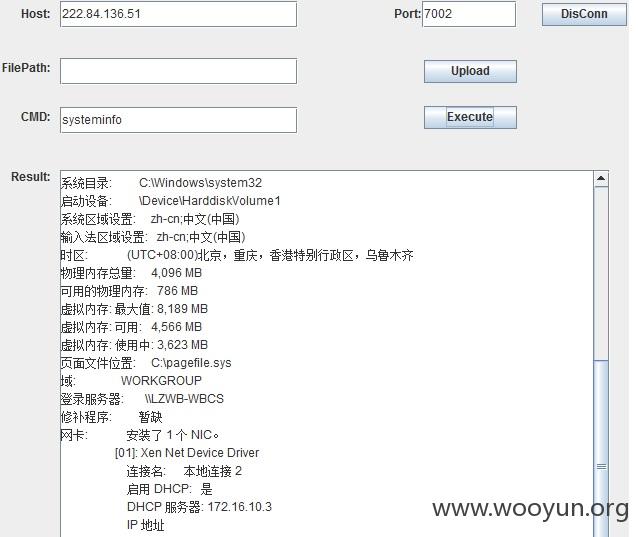 Host: 222.84.136.51 Port: 7002 DisConn
FilePath: Upload
CMD: systeminfo Execute
Result:
系统目录: C:\Windows\system32
启动设备: \Device\HarddiskVolume1
系统区域设置: zh-cn;中文(中国)
输入法区域设置: zh-cn;中文(中国)
时区: (UTC+08:00)北京，重庆，香港特别行政区，乌鲁木齐
物理内存总量: 4,096 MB
可用的物理内存: 786 MB
虚拟内存: 最大值: 8,189 MB
虚拟内存: 可用: 4,566 MB
虚拟内存: 使用中: 3,623 MB
页面文件位置: C:\pagefile.sys
域: WORKGROUP
登录服务器: \\LZWB-WBCS
修补程序: 暂缺
网卡: 安装了 1 个 NIC。
[01]: Xen Net Device Driver
连接名: 本地连接 2
启用 DHCP: 是
DHCP 服务器: 172.16.10.3
IP 地址
www.wooyun.org